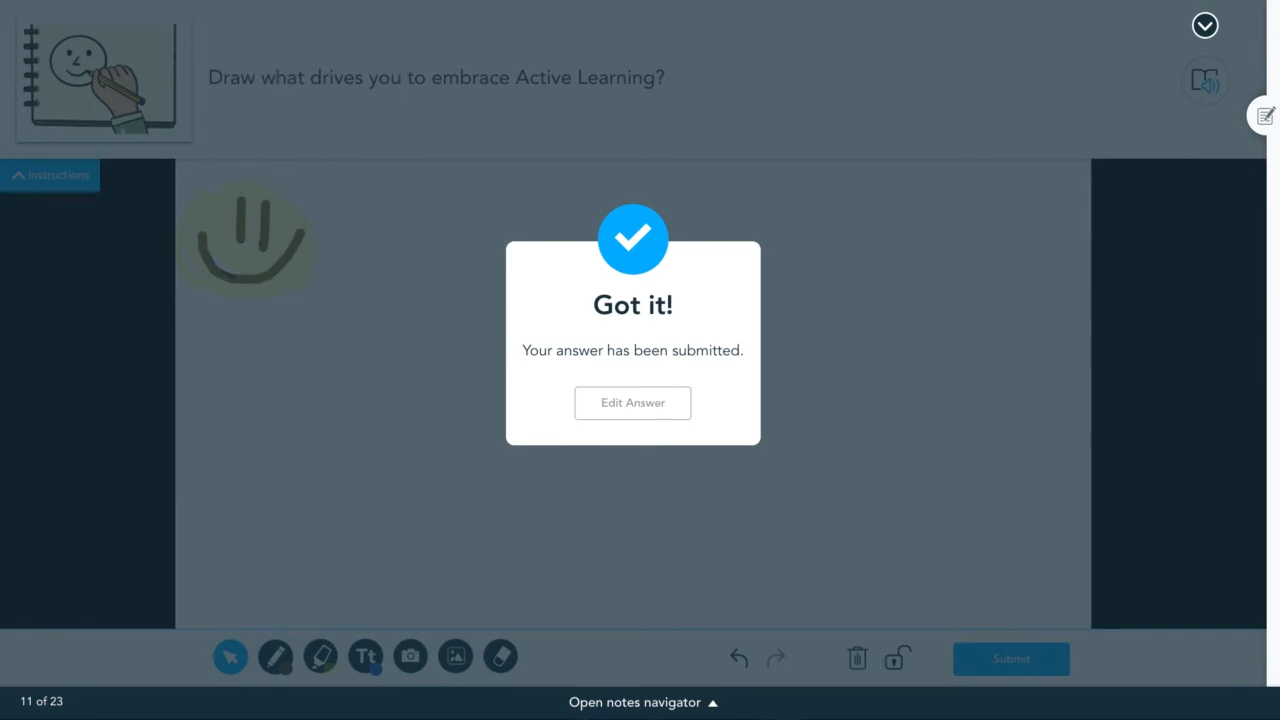 Draw what drives you to embrace Active Learning?
Instructions
Got it!
Your answer has been submitted.
Edit Answer
Tt
Submit
11 of 23
Open notes navigator